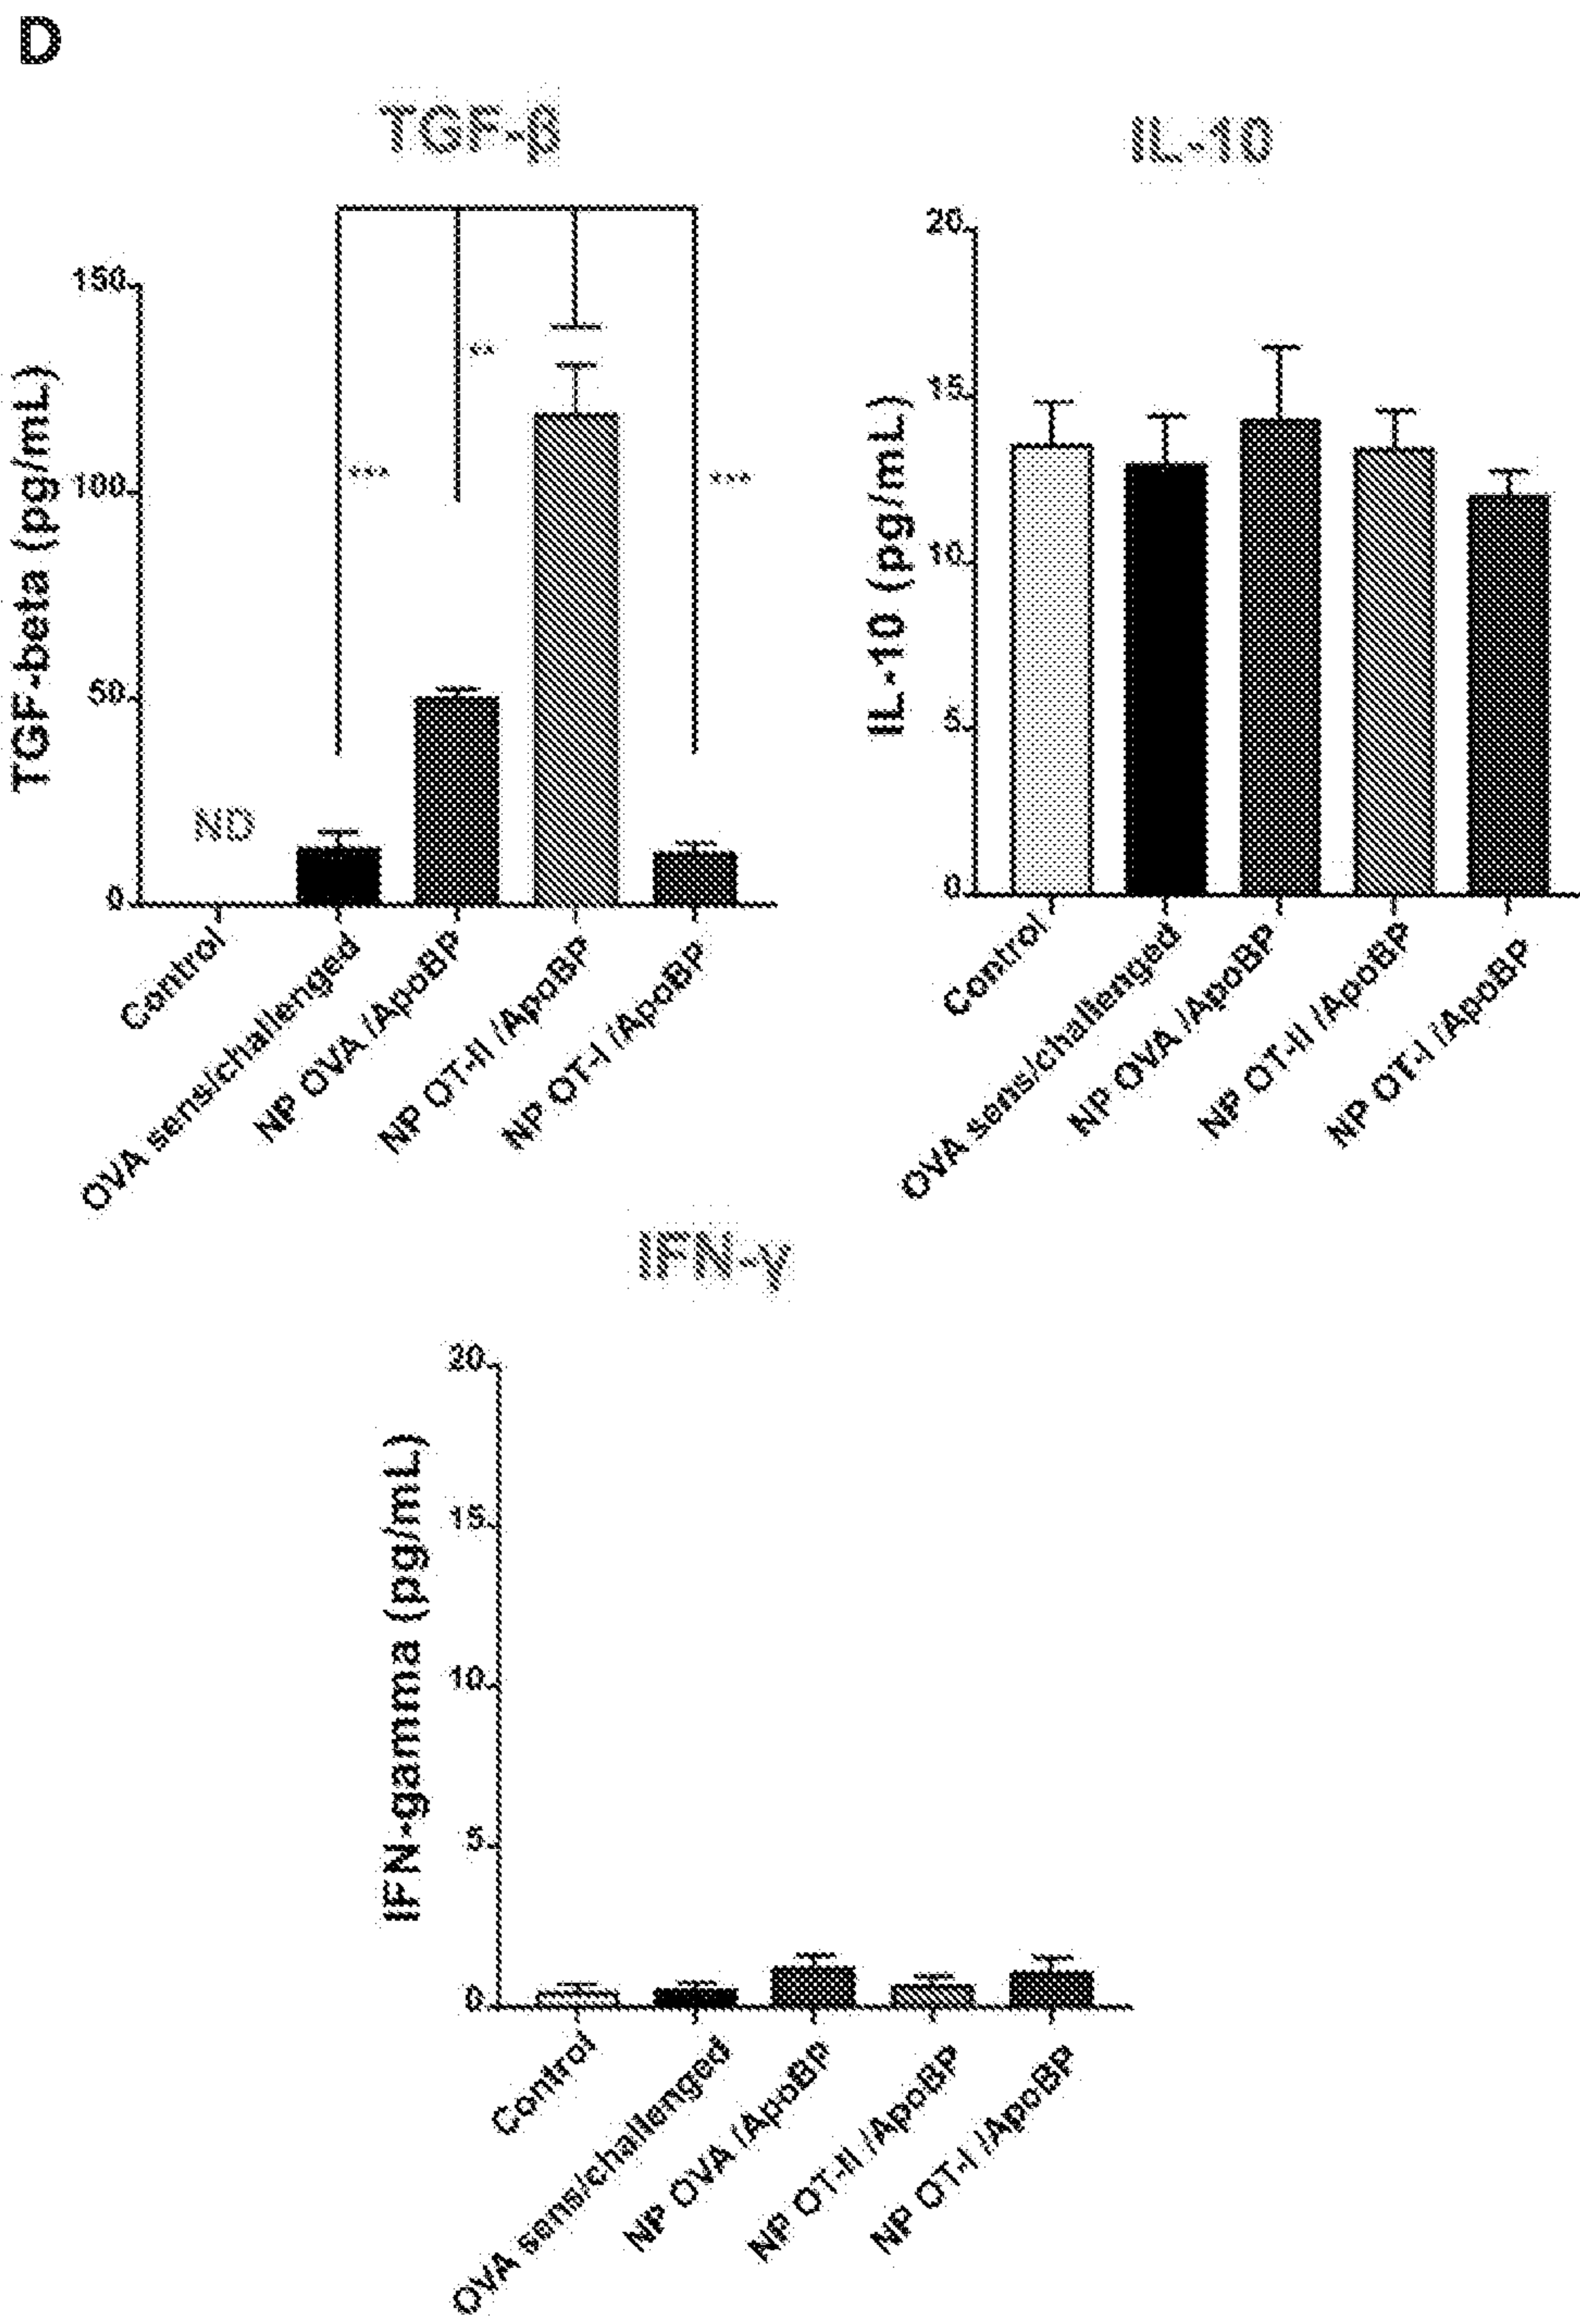 D
TGF-β
TGF-beta (pg/mL)
150
100
50
0
***
**
***
ND
Control
OVA sens/challenged
NP OVA /ApoBP
NP OT-II /ApoBP
NP OT-I /ApoBP
IL-10
IL-10 (pg/mL)
20
15
10
5
0
Control
OVA sens/challenged
NP OVA /ApoBP
NP OT-II /ApoBP
NP OT-I /ApoBP
IFN-γ
IFN-gamma (pg/mL)
20
15
10
5
0
Control
OVA sens/challenged
NP OVA /ApoBP
NP OT-II /ApoBP
NP OT-I /ApoBP